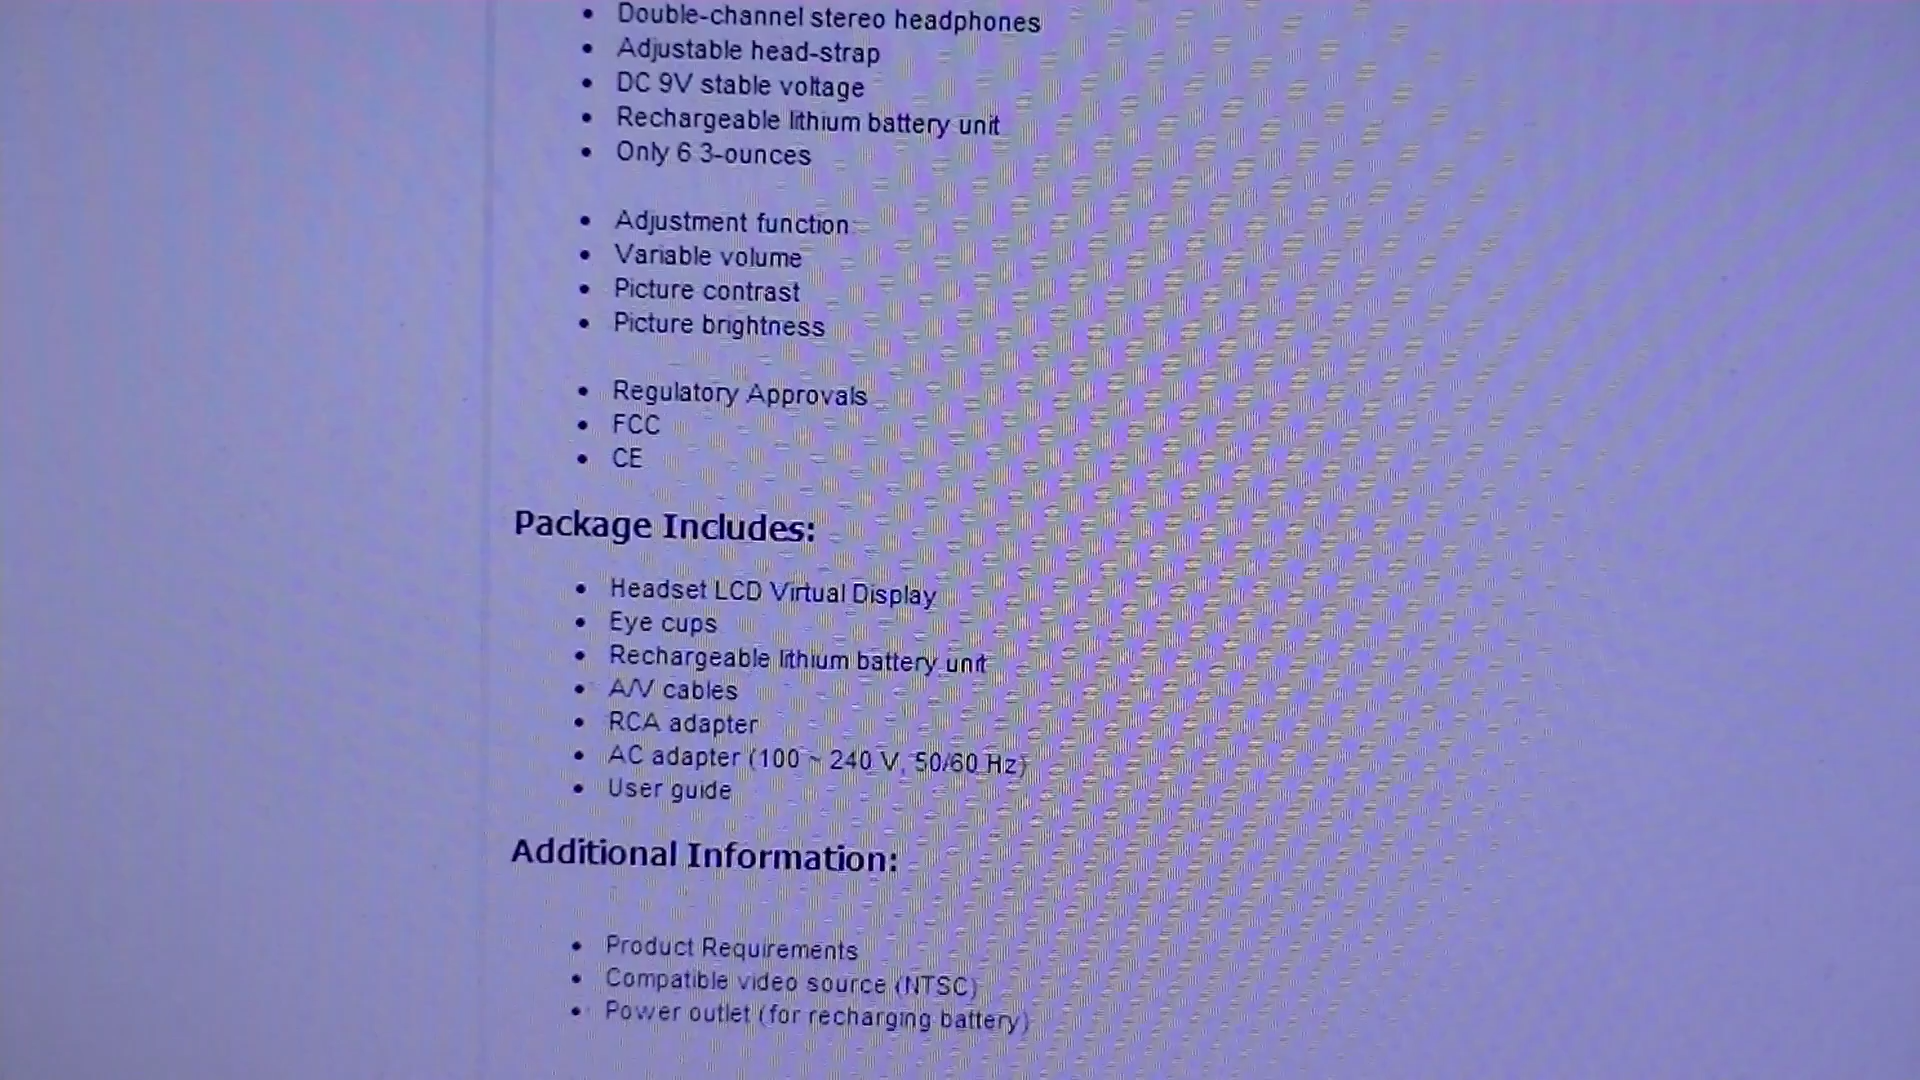 • Double-channel stereo headphones
• Adjustable head-strap
• DC 9V stable voltage
• Rechargeable lithium battery unit
• Only 6.3-ounces
• Adjustment function:
• Variable volume
• Picture contrast
• Picture brightness
• Regulatory Approvals
• FCC
• CE
Package Includes:
• Headset LCD Virtual Display
• Eye cups
• Rechargeable lithium battery unit
• A/V cables
• RCA adapter
• AC adapter (100 ~ 240 V, 50/60 Hz)
• User guide
Additional Information:
• Product Requirements
• Compatible video source (NTSC)
• Power outlet (for recharging battery)